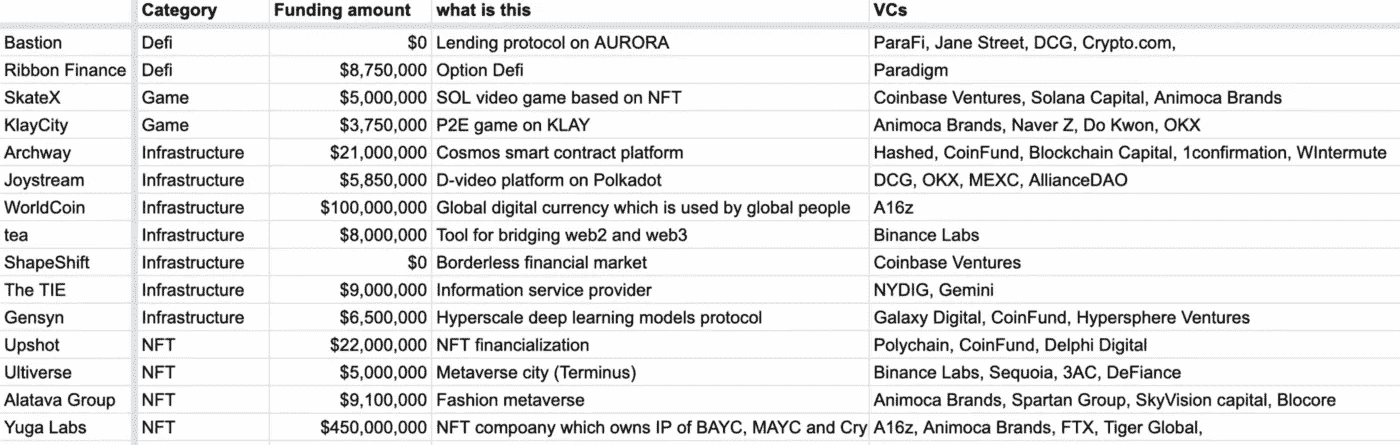 Category Funding amount what is this VCs
Bastion Defi $0 Lending protocol on AURORA ParaFi, Jane Street, DCG, Crypto.com,
Ribbon Finance Defi $8,750,000 Option Defi Paradigm
SkateX Game $5,000,000 SOL video game based on NFT Coinbase Ventures, Solana Capital, Animoca Brands
KlayCity Game $3,750,000 P2E game on KLAY Animoca Brands, Naver Z, Do Kwon, OKX
Archway Infrastructure $21,000,000 Cosmos smart contract platform Hashed, CoinFund, Blockchain Capital, 1confirmation, WIntermute
Joystream Infrastructure $5,850,000 D-video platform on Polkadot DCG, OKX, MEXC, AllianceDAO
WorldCoin Infrastructure $100,000,000 Global digital currency which is used by global people A16z
tea Infrastructure $8,000,000 Tool for bridging web2 and web3 Binance Labs
ShapeShift Infrastructure $0 Borderless financial market Coinbase Ventures
The TIE Infrastructure $9,000,000 Information service provider NYDIG, Gemini
Gensyn Infrastructure $6,500,000 Hyperscale deep learning models protocol Galaxy Digital, CoinFund, Hypersphere Ventures
Upshot NFT $22,000,000 NFT financialization Polychain, CoinFund, Delphi Digital
Ultiverse NFT $5,000,000 Metaverse city (Terminus) Binance Labs, Sequoia, 3AC, DeFiance
Alatava Group NFT $9,100,000 Fashion metaverse Animoca Brands, Spartan Group, SkyVision capital, Blocore
Yuga Labs NFT $450,000,000 NFT compoany which owns IP of BAYC, MAYC and Cry A16z, Animoca Brands, FTX, Tiger Global,